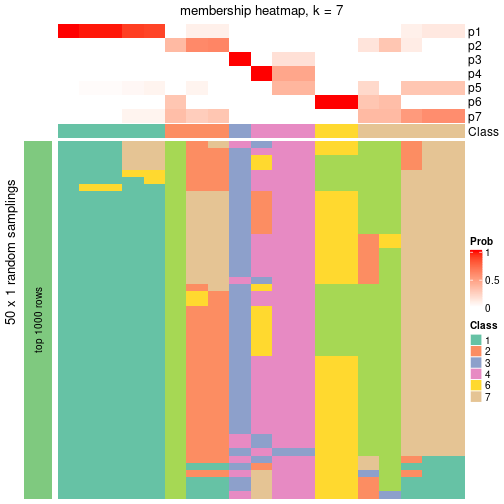 membership heatmap, k = 7
p1
p2
p3
p4
p5
p6
p7
Class
50 x 1 random samplings
top 1000 rows
Prob
1
0.5
0
Class
1
2
3
4
6
7